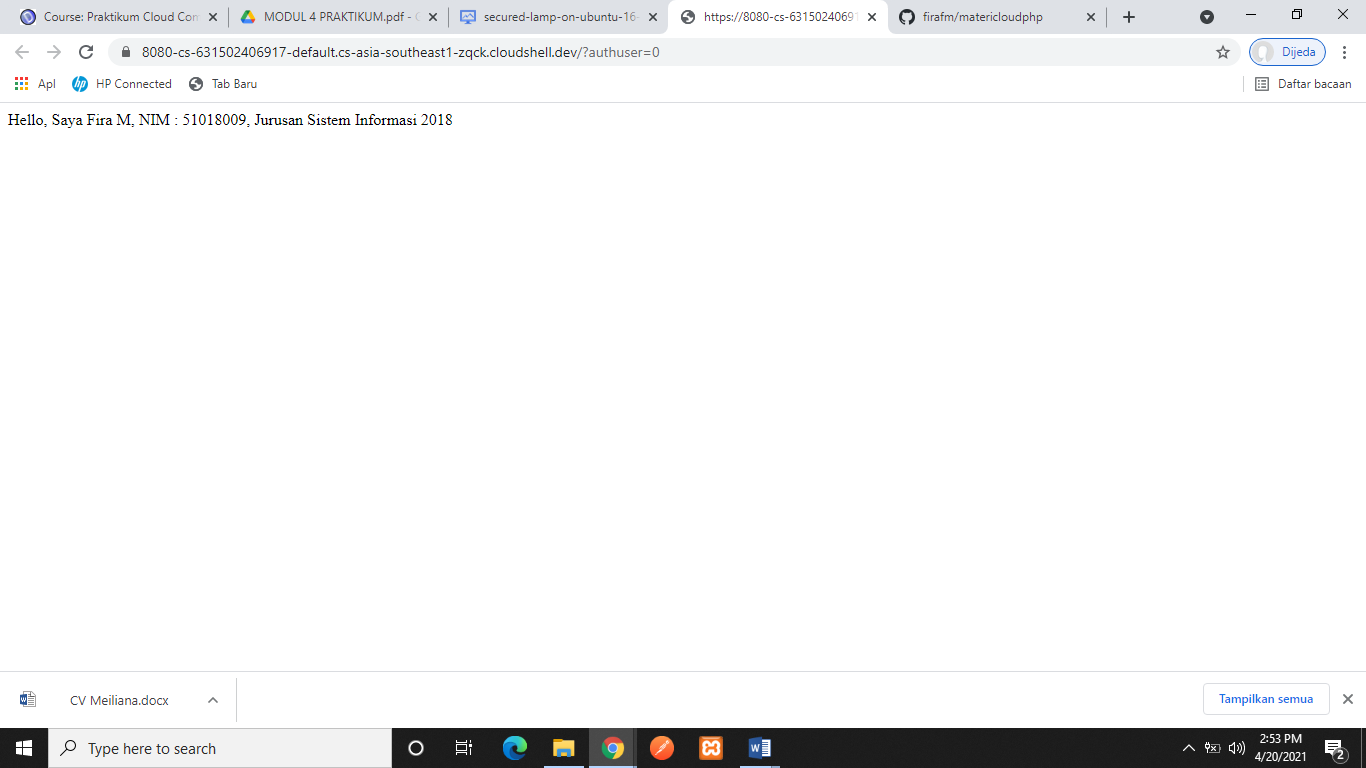 Course: Praktikum Cloud Com
MODUL 4 PRAKTIKUM.pdf - G
secured-lamp-on-ubuntu-16-
https://8080-cs-63150240691
firafm/matericloudphp
8080-cs-631502406917-default.cs-asia-southeast1-zqck.cloudshell.dev/?authuser=0
Dijeda
Apl
HP Connected
Tab Baru
Daftar bacaan
Hello, Saya Fira M, NIM : 51018009, Jurusan Sistem Informasi 2018
CV Meiliana.docx
Tampilkan semua
Type here to search
2:53 PM
4/20/2021
2